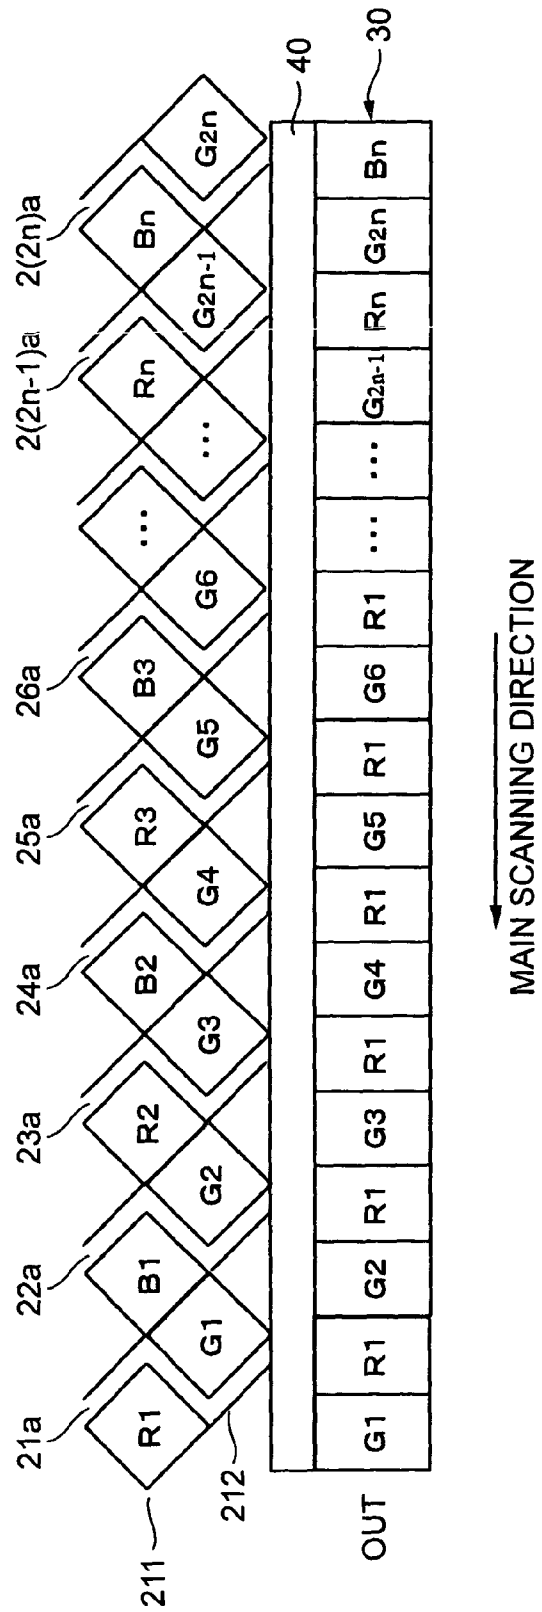 21a 22a 23a 24a 25a 26a 2(2n-1)a 2(2n)a
R1 B1 R2 B2 R3 B3 ... Rn Bn
G1 G2 G3 G4 G5 G6 ... G2n-1 G2n
211
212
40
30
OUT G1 R1 G2 R1 G3 R1 G4 R1 G5 R1 G6 R1 ... ... G2n-1 Rn G2n Bn
MAIN SCANNING DIRECTION